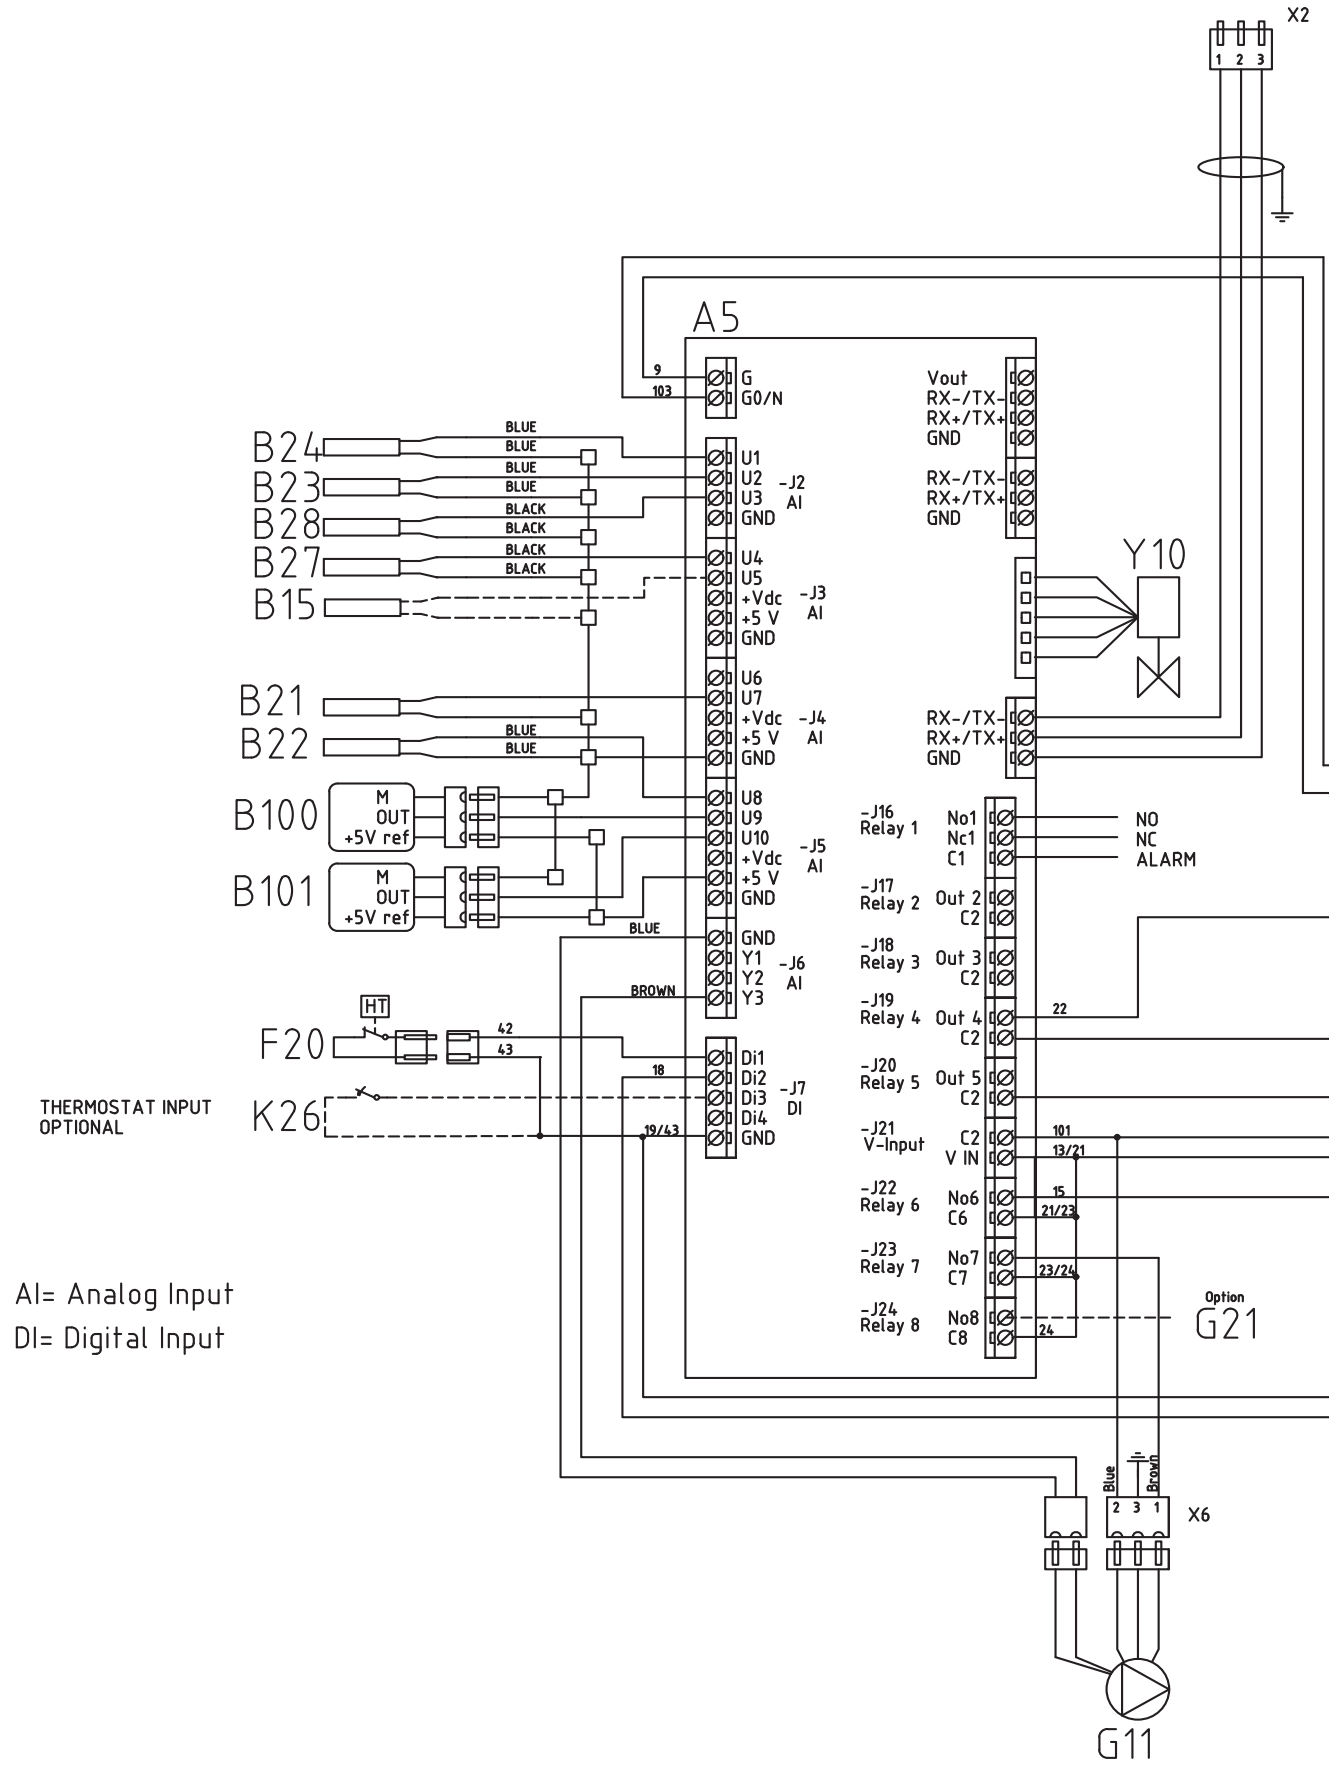 X2
1 2 3
A5
9 G Vout
103 G0/N RX-/TX-
RX+/TX+
GND
B24 BLUE
BLUE U1
B23 BLUE U2 -J2 RX-/TX-
BLUE U3 AI RX+/TX+
B28 BLACK GND GND
BLACK
B27 BLACK U4 Y10
BLACK U5
B15 +Vdc -J3
+5 V AI
GND
U6
B21 U7
+Vdc -J4 RX-/TX-
B22 BLUE +5 V AI RX+/TX+
BLUE GND GND
B100 M U8
OUT U9 -J16 No1 NO
+5V ref U10 Relay 1 Nc1 NC
+Vdc -J5 C1 ALARM
B101 M +5 V AI
OUT GND -J17 Out 2
+5V ref Relay 2 C2
BLUE GND
Y1 -J6 -J18 Out 3
Y2 AI Relay 3 C2
BROWN Y3
HT -J19
Relay 4 Out 4 22
F20 42 C2
43 Di1
18 Di2 -J7 -J20 Out 5
Di3 DI Relay 5 C2
THERMOSTAT INPUT
OPTIONAL
K26 Di4
19/43 GND -J21 C2 101
V-Input V IN 13/21
-J22 No6 15
Relay 6 C6 21/23
-J23 No7
Relay 7 C7 23/24
AI= Analog Input
DI= Digital Input
-J24 No8 Option
Relay 8 C8 24 G21
Blue Brown
2 3 1 X6
G11